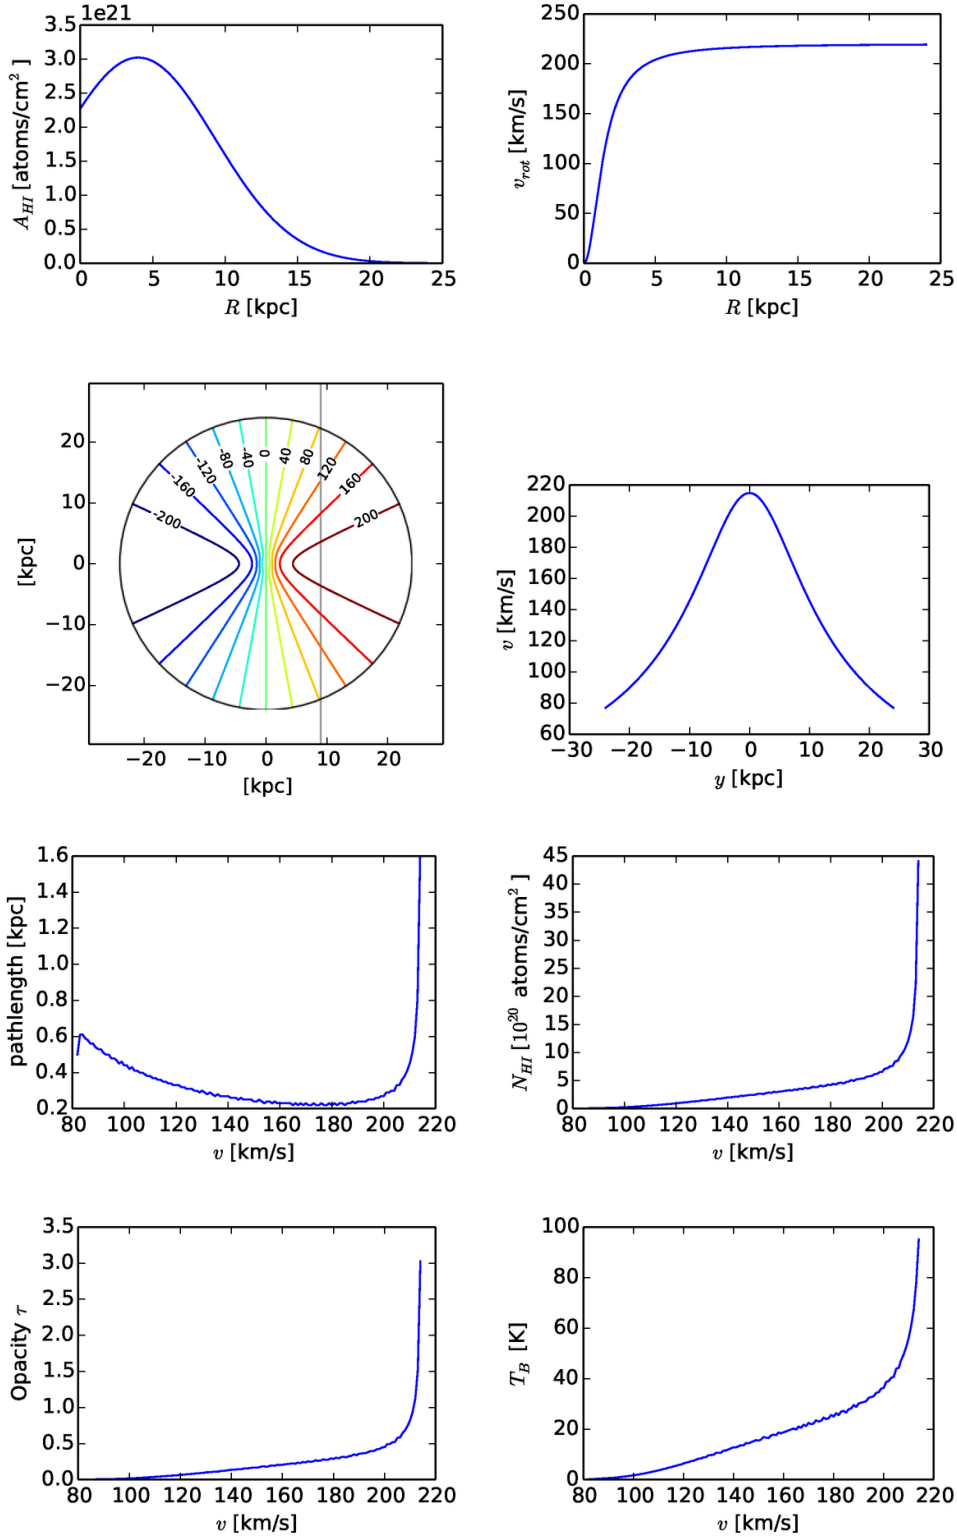 1e21
3.5
3.0
2.5
2.0
1.5
1.0
0.5
0.0
A_HI [atoms/cm²]
0 5 10 15 20 25
R [kpc]
250
200
150
100
50
0
v_rot [km/s]
0 5 10 15 20 25
R [kpc]
20
10
0
−10
−20
[kpc]
-200 -160 -120 -80 -40 0 40 80 120 160 200
−20 −10 0 10 20
[kpc]
220
200
180
160
140
120
100
80
60
v [km/s]
−30 −20 −10 0 10 20 30
y [kpc]
1.6
1.4
1.2
1.0
0.8
0.6
0.4
0.2
pathlength [kpc]
80 100 120 140 160 180 200 220
v [km/s]
45
40
35
30
25
20
15
10
5
0
N_HI [10²⁰ atoms/cm²]
80 100 120 140 160 180 200 220
v [km/s]
3.5
3.0
2.5
2.0
1.5
1.0
0.5
0.0
Opacity τ
80 100 120 140 160 180 200 220
v [km/s]
100
80
60
40
20
0
T_B [K]
80 100 120 140 160 180 200 220
v [km/s]